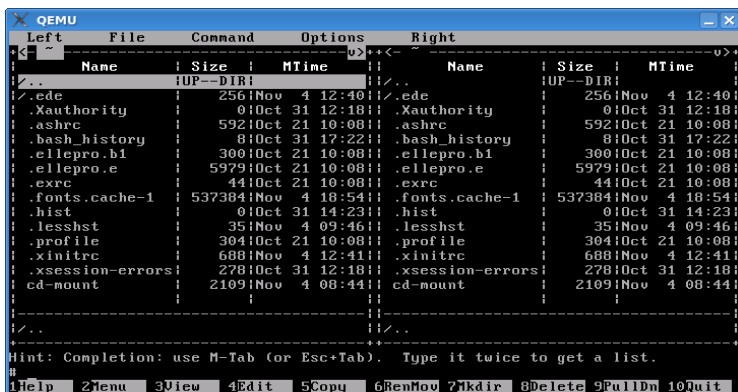 QEMU
Left File Command Options Right
<- ~ v> <- ~ v>
Name Size MTime Name Size MTime
/.. UP--DIR /.. UP--DIR
/.ede 256 Nov 4 12:40 /.ede 256 Nov 4 12:40
.Xauthority 0 Oct 31 12:18 .Xauthority 0 Oct 31 12:18
.ashrc 592 Oct 21 10:08 .ashrc 592 Oct 21 10:08
.bash_history 8 Oct 31 17:22 .bash_history 8 Oct 31 17:22
.ellepro.b1 300 Oct 21 10:08 .ellepro.b1 300 Oct 21 10:08
.ellepro.e 5979 Oct 21 10:08 .ellepro.e 5979 Oct 21 10:08
.exrc 44 Oct 21 10:08 .exrc 44 Oct 21 10:08
.fonts.cache-1 537384 Nov 4 18:54 .fonts.cache-1 537384 Nov 4 18:54
.hist 0 Oct 31 14:23 .hist 0 Oct 31 14:23
.lesshst 35 Nov 4 09:46 .lesshst 35 Nov 4 09:46
.profile 304 Oct 21 10:08 .profile 304 Oct 21 10:08
.xinitrc 688 Nov 4 12:41 .xinitrc 688 Nov 4 12:41
.xsession-errors 278 Oct 31 12:18 .xsession-errors 278 Oct 31 12:18
cd-mount 2109 Nov 4 08:44 cd-mount 2109 Nov 4 08:44
/.. /..
Hint: Completion: use M-Tab (or Esc+Tab). Type it twice to get a list.
#
1Help 2Menu 3View 4Edit 5Copy 6RenMov 7Mkdir 8Delete 9PullDn 10Quit